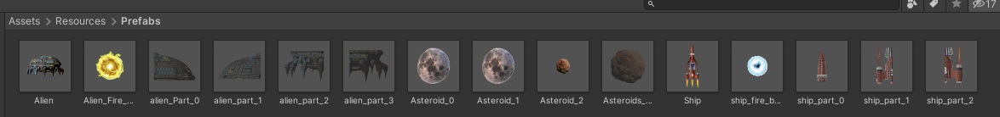 17
Assets > Resources > Prefabs
Alien
Alien_Fire_...
alien_Part_0
alien_part_1
alien_part_2
alien_part_3
Asteroid_0
Asteroid_1
Asteroid_2
Asteroids_...
Ship
ship_fire_b...
ship_part_0
ship_part_1
ship_part_2